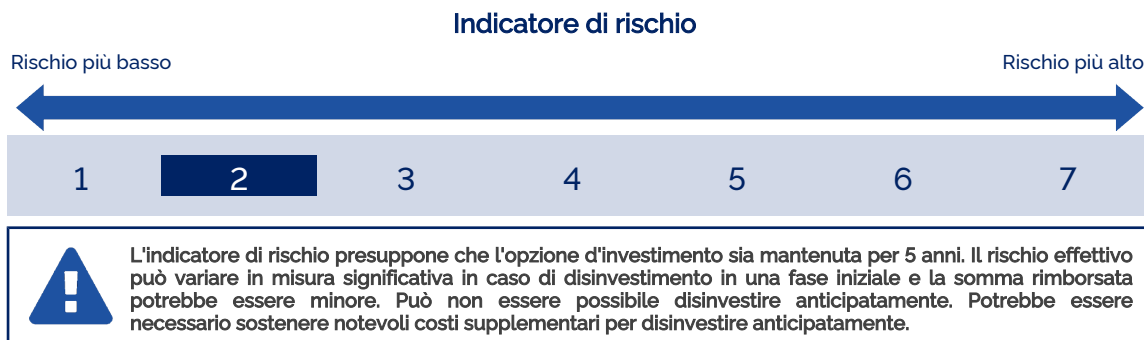 Indicatore di rischio
Rischio più basso
Rischio più alto
1 2 3 4 5 6 7
L'indicatore di rischio presuppone che l'opzione d'investimento sia mantenuta per 5 anni. Il rischio effettivo
può variare in misura significativa in caso di disinvestimento in una fase iniziale e la somma rimborsata
potrebbe essere minore. Può non essere possibile disinvestire anticipatamente. Potrebbe essere
necessario sostenere notevoli costi supplementari per disinvestire anticipatamente.